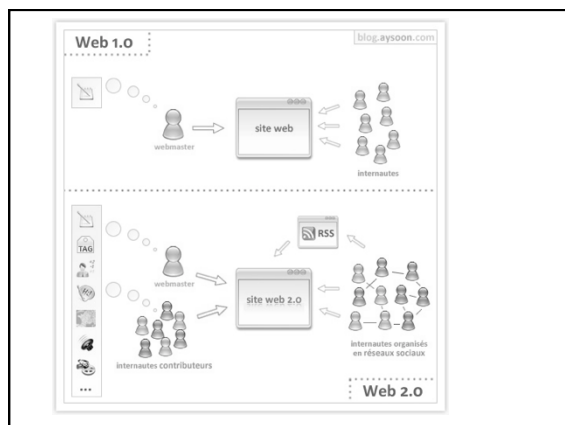 Web 1.0
blog.aysoon.com
webmaster
site web
internautes
TAG
RSS
webmaster
site web 2.0
internautes contributeurs
internautes organisés
en réseaux sociaux
...
Web 2.0